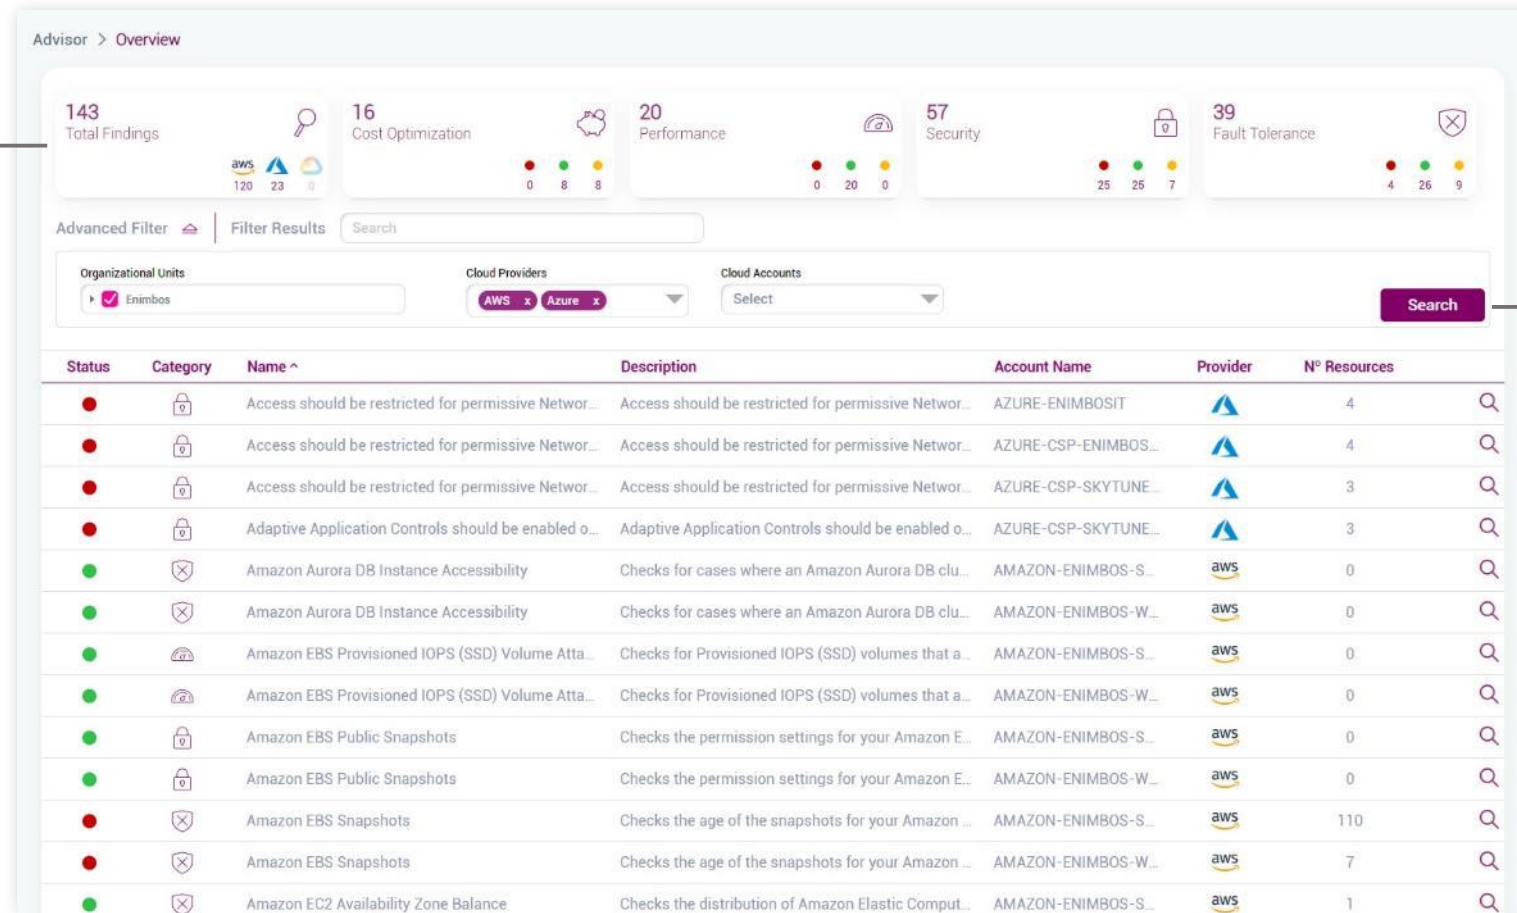 Advisor > Overview
143 16 20 57 39
Total Findings Cost Optimization Performance Security Fault Tolerance
aws
120 23 0 0 8 8 0 20 0 25 25 7 4 26 9
Advanced Filter Filter Results Search
Organizational Units Cloud Providers Cloud Accounts
Enimbos AWS x Azure x Select
Search
Status Category Name Description Account Name Provider Nº Resources
Access should be restricted for permissive Networ... Access should be restricted for permissive Networ... AZURE-ENIMBOSIT 4
Access should be restricted for permissive Networ... Access should be restricted for permissive Networ... AZURE-CSP-ENIMBOS... 4
Access should be restricted for permissive Networ... Access should be restricted for permissive Networ... AZURE-CSP-SKYTUNE... 3
Adaptive Application Controls should be enabled o... Adaptive Application Controls should be enabled o... AZURE-CSP-SKYTUNE... 3
Amazon Aurora DB Instance Accessibility Checks for cases where an Amazon Aurora DB clu... AMAZON-ENIMBOS-S... aws 0
Amazon Aurora DB Instance Accessibility Checks for cases where an Amazon Aurora DB clu... AMAZON-ENIMBOS-W... aws 0
Amazon EBS Provisioned IOPS (SSD) Volume Atta... Checks for Provisioned IOPS (SSD) volumes that a... AMAZON-ENIMBOS-S... aws 0
Amazon EBS Provisioned IOPS (SSD) Volume Atta... Checks for Provisioned IOPS (SSD) volumes that a... AMAZON-ENIMBOS-W... aws 0
Amazon EBS Public Snapshots Checks the permission settings for your Amazon E... AMAZON-ENIMBOS-S... aws 0
Amazon EBS Public Snapshots Checks the permission settings for your Amazon E... AMAZON-ENIMBOS-W... aws 0
Amazon EBS Snapshots Checks the age of the snapshots for your Amazon ... AMAZON-ENIMBOS-S... aws 110
Amazon EBS Snapshots Checks the age of the snapshots for your Amazon ... AMAZON-ENIMBOS-W... aws 7
Amazon EC2 Availability Zone Balance Checks the distribution of Amazon Elastic Comput... AMAZON-ENIMBOS-S... aws 1